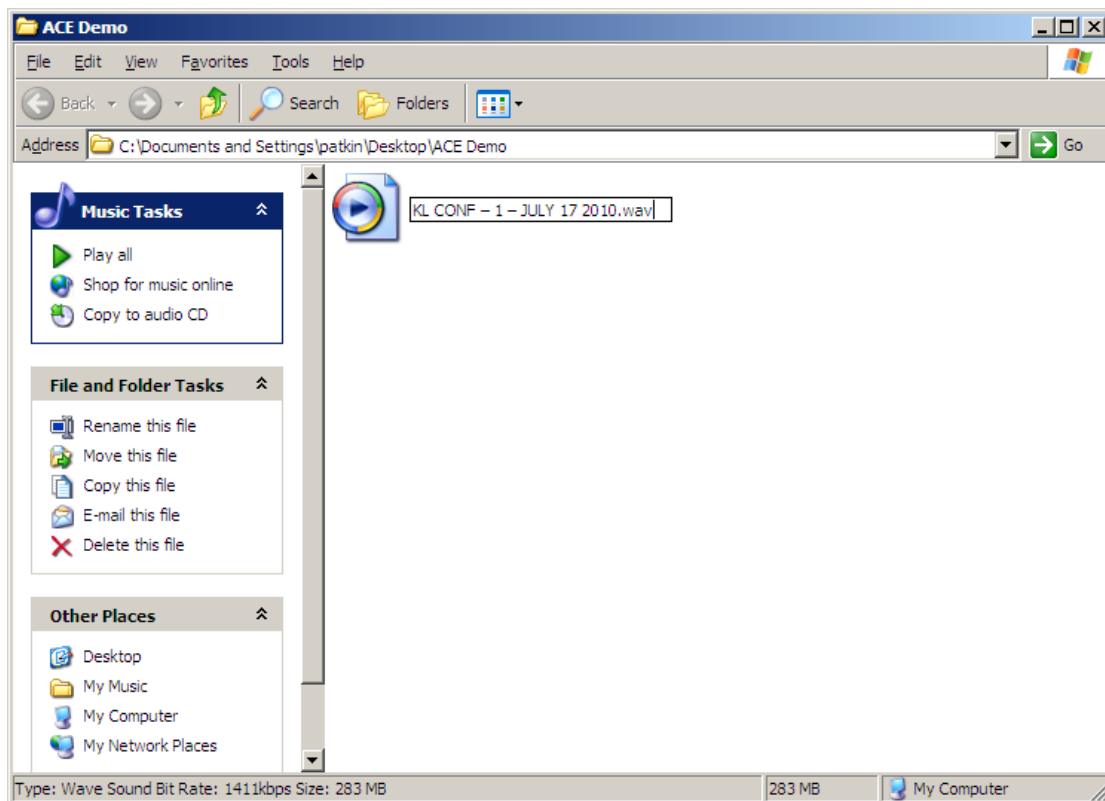 ACE Demo
File Edit View Favorites Tools Help
Back Search Folders
Address C:\Documents and Settings\patkin\Desktop\ACE Demo Go
Music Tasks
Play all
Shop for music online
Copy to audio CD
File and Folder Tasks
Rename this file
Move this file
Copy this file
E-mail this file
Delete this file
Other Places
Desktop
My Music
My Computer
My Network Places
KL CONF – 1 – JULY 17 2010.wav
Type: Wave Sound Bit Rate: 1411kbps Size: 283 MB 283 MB My Computer